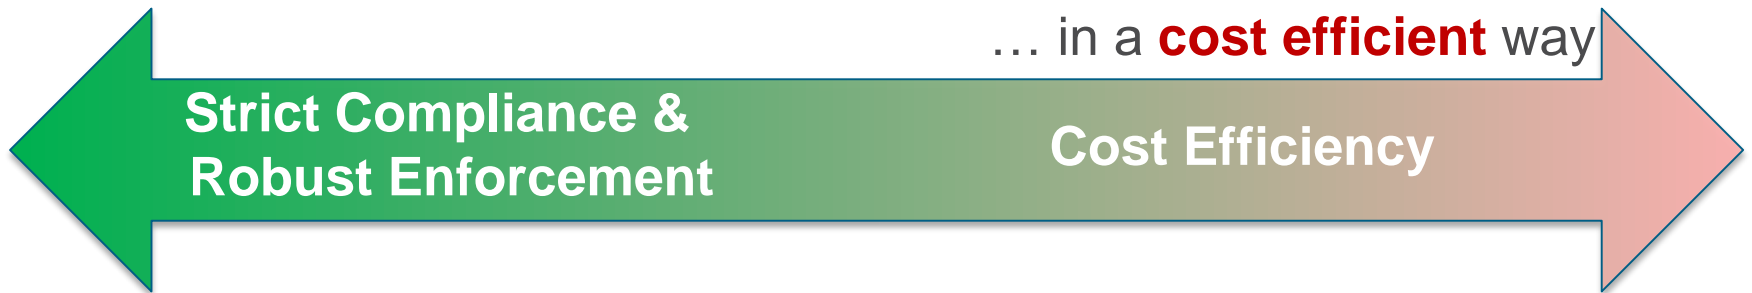 … in a cost efficient way
Strict Compliance &
Robust Enforcement
Cost Efficiency